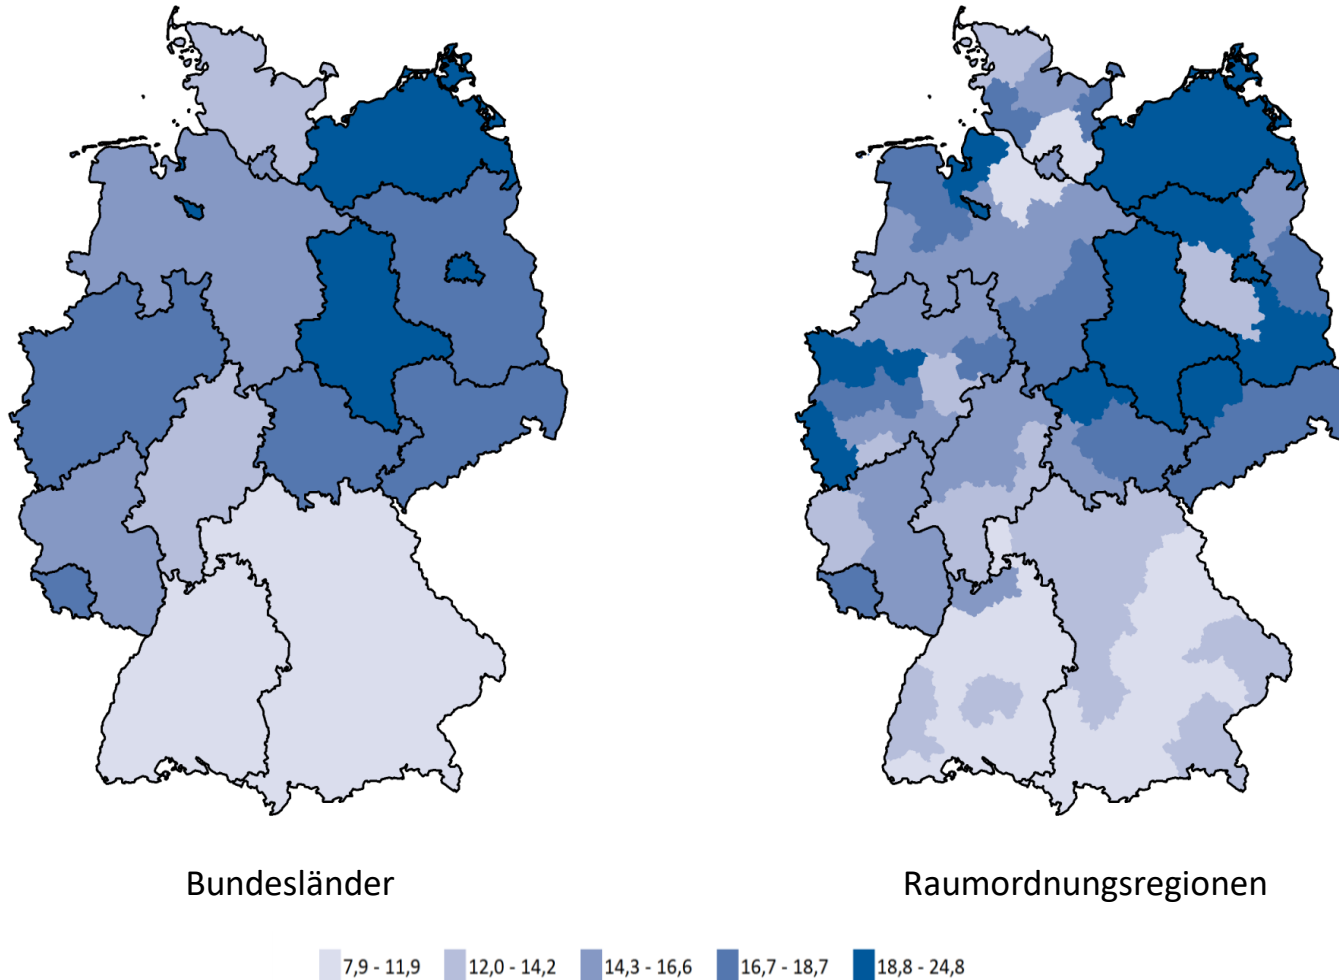 Bundesländer
Raumordnungsregionen
7,9 - 11,9 12,0 - 14,2 14,3 - 16,6 16,7 - 18,7 18,8 - 24,8